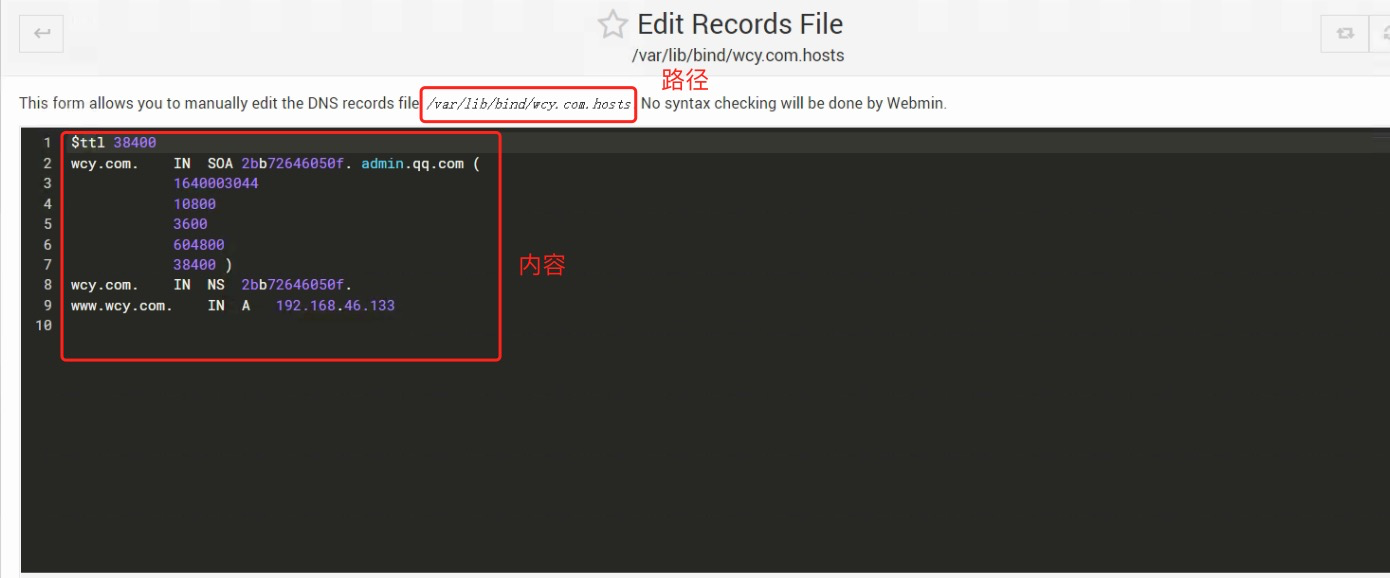 Edit Records File
/var/lib/bind/wcy.com.hosts
路径
This form allows you to manually edit the DNS records file /var/lib/bind/wcy.com.hosts No syntax checking will be done by Webmin.
1 $ttl 38400
2 wcy.com. IN SOA 2bb72646050f. admin.qq.com (
3 1640003044
4 10800
5 3600
6 604800
7 38400 )
内容
8 wcy.com. IN NS 2bb72646050f.
9 www.wcy.com. IN A 192.168.46.133
10